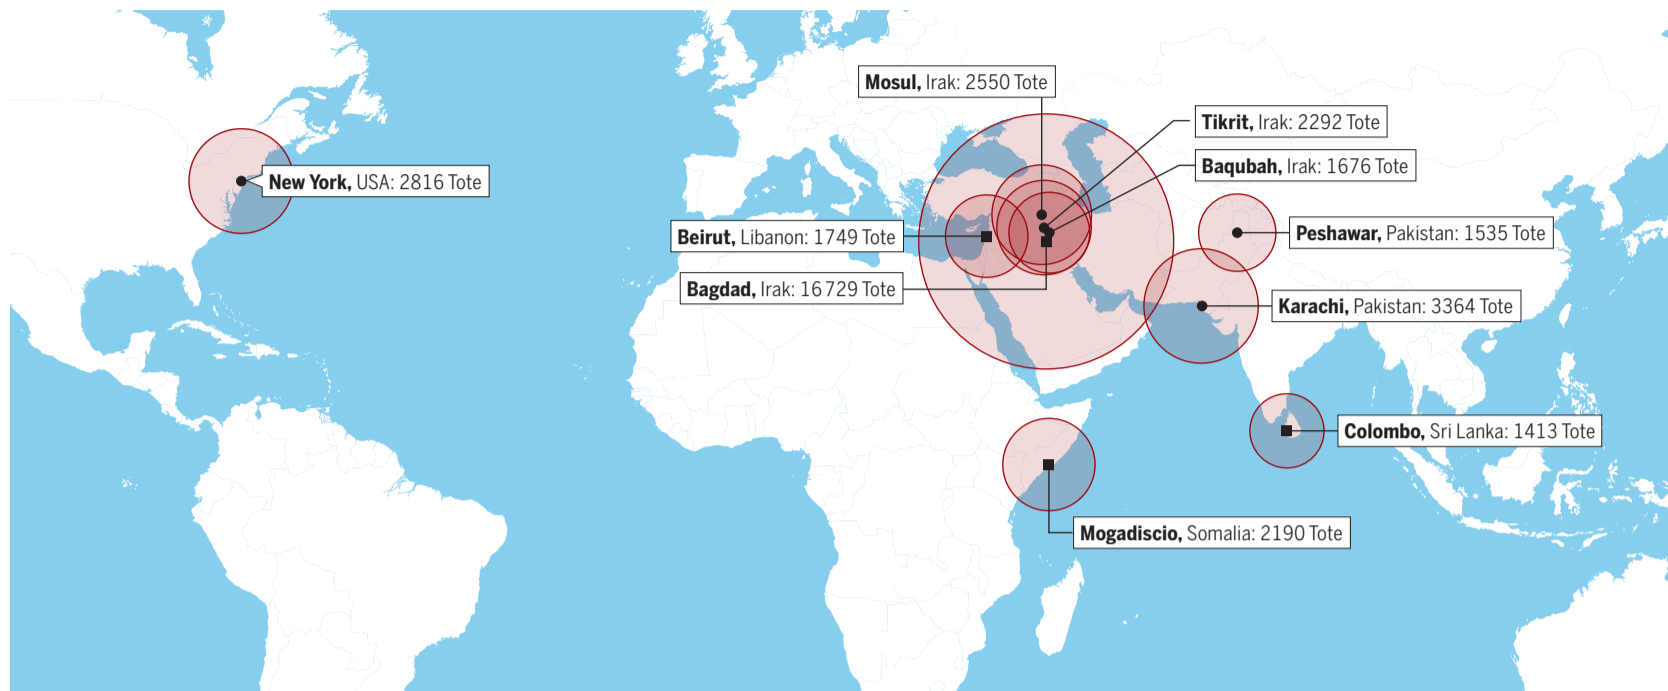 Mosul, Irak: 2550 Tote
Tikrit, Irak: 2292 Tote
Baqubah, Irak: 1676 Tote
New York, USA: 2816 Tote
Beirut, Libanon: 1749 Tote
Peshawar, Pakistan: 1535 Tote
Bagdad, Irak: 16 729 Tote
Karachi, Pakistan: 3364 Tote
Colombo, Sri Lanka: 1413 Tote
Mogadiscio, Somalia: 2190 Tote